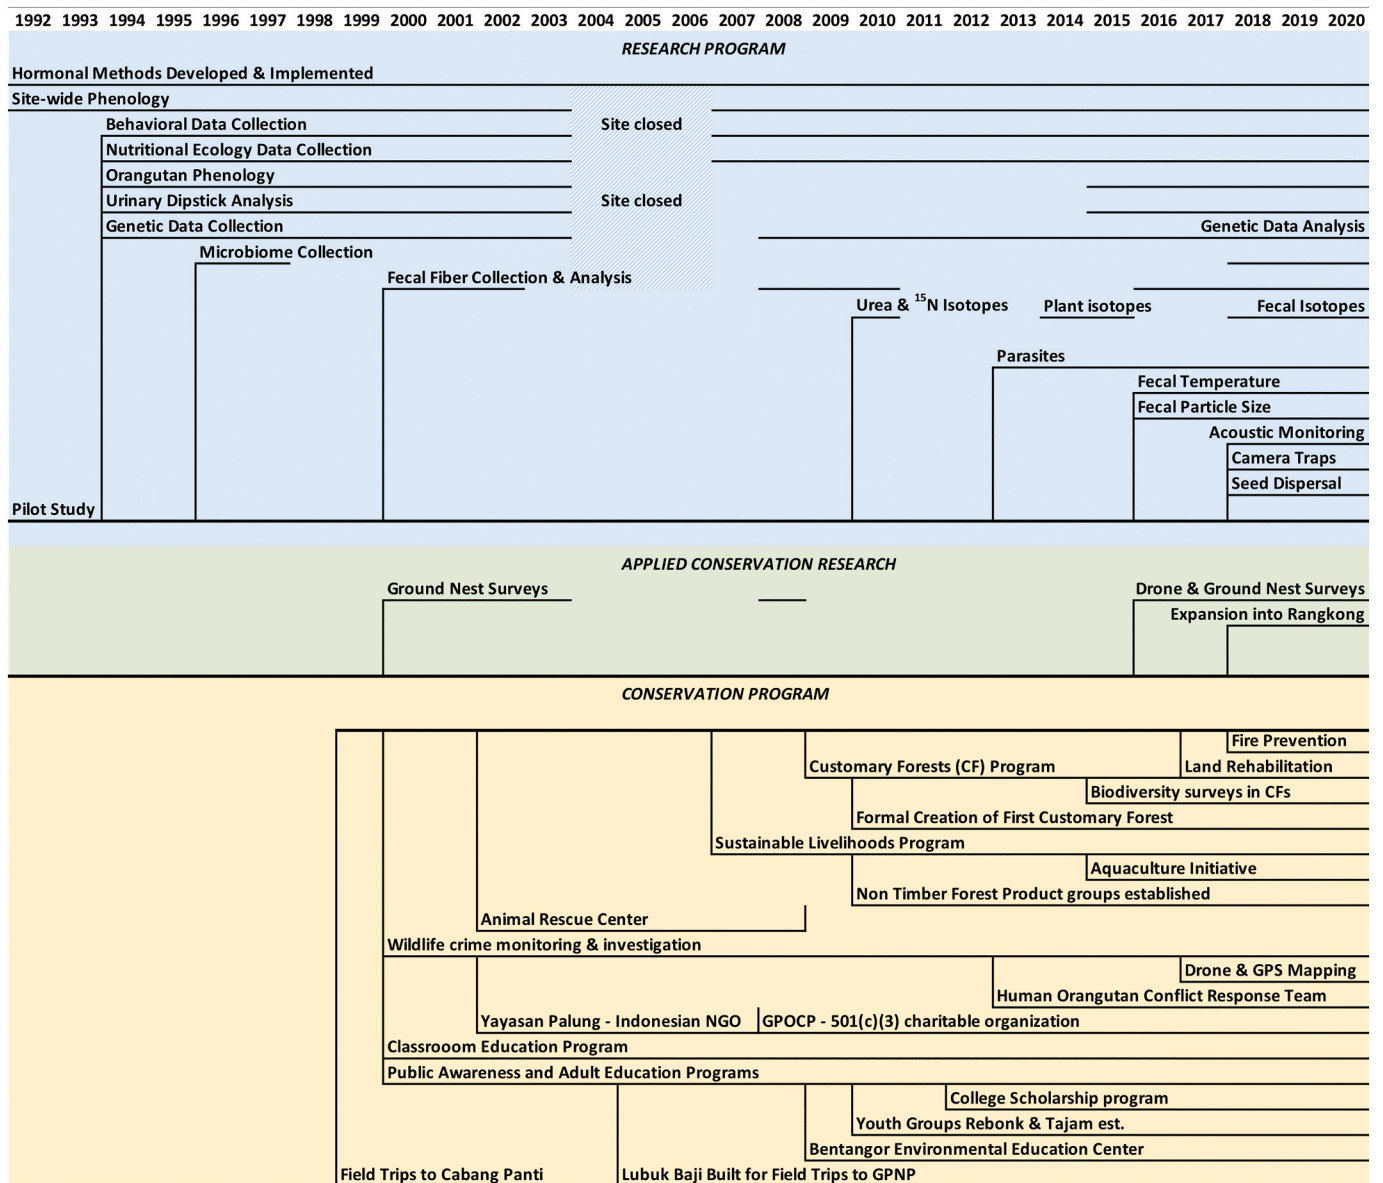 1992 1993 1994 1995 1996 1997 1998 1999 2000 2001 2002 2003 2004 2005 2006 2007 2008 2009 2010 2011 2012 2013 2014 2015 2016 2017 2018 2019 2020
RESEARCH PROGRAM
Hormonal Methods Developed & Implemented
Site-wide Phenology
Behavioral Data Collection Site closed
Nutritional Ecology Data Collection
Orangutan Phenology
Urinary Dipstick Analysis Site closed
Genetic Data Collection Genetic Data Analysis
Microbiome Collection
Fecal Fiber Collection & Analysis
Urea & ¹⁵N Isotopes Plant isotopes Fecal Isotopes
Parasites
Fecal Temperature
Fecal Particle Size
Acoustic Monitoring
Camera Traps
Seed Dispersal
Pilot Study
APPLIED CONSERVATION RESEARCH
Ground Nest Surveys Drone & Ground Nest Surveys
Expansion into Rangkong
CONSERVATION PROGRAM
Fire Prevention
Customary Forests (CF) Program Land Rehabilitation
Biodiversity surveys in CFs
Formal Creation of First Customary Forest
Sustainable Livelihoods Program
Aquaculture Initiative
Non Timber Forest Product groups established
Animal Rescue Center
Wildlife crime monitoring & investigation
Drone & GPS Mapping
Human Orangutan Conflict Response Team
Yayasan Palung - Indonesian NGO GPOCP - 501(c)(3) charitable organization
Classrooom Education Program
Public Awareness and Adult Education Programs
College Scholarship program
Youth Groups Rebonk & Tajam est.
Bentangor Environmental Education Center
Field Trips to Cabang Panti Lubuk Baji Built for Field Trips to GPNP